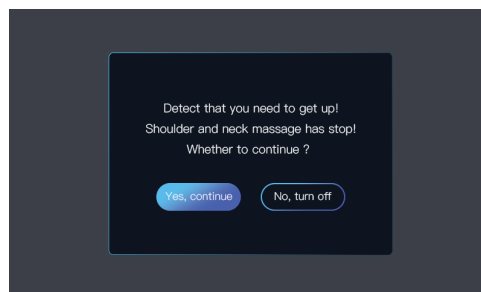 Detect that you need to get up!
Shoulder and neck massage has stop!
Whether to continue ?
Yes, continue
No, turn off